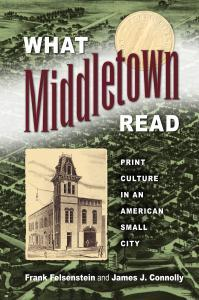 WHAT
Middletown
READ
PRINT
CULTURE
IN AN
AMERICAN
SMALL
CITY
Frank Felsenstein and James J. Connolly